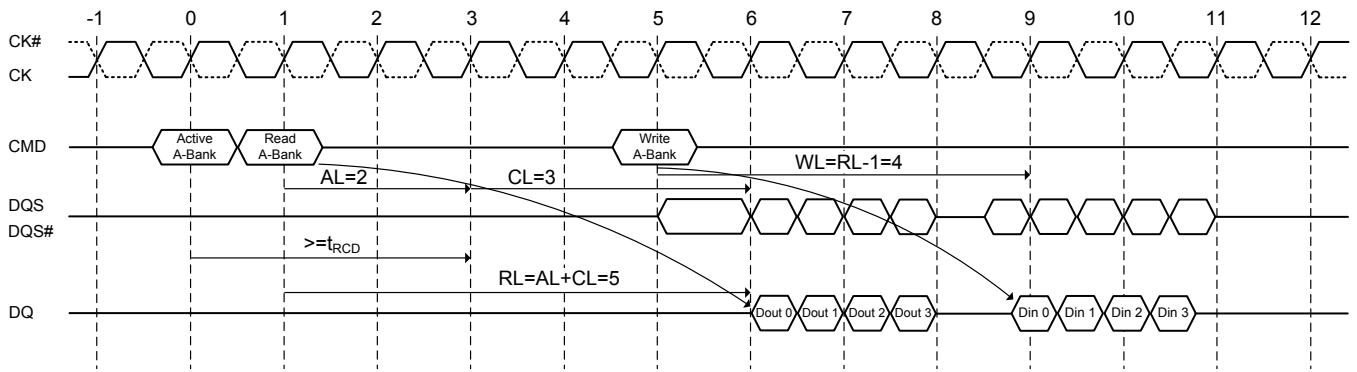 -1 0 1 2 3 4 5 6 7 8 9 10 11 12
CK#
CK
CMD
Active
A-Bank
Read
A-Bank
Write
A-Bank
WL=RL-1=4
AL=2
CL=3
DQS
DQS#
>=tRCD
RL=AL+CL=5
DQ
Dout 0 Dout 1 Dout 2 Dout 3
Din 0 Din 1 Din 2 Din 3